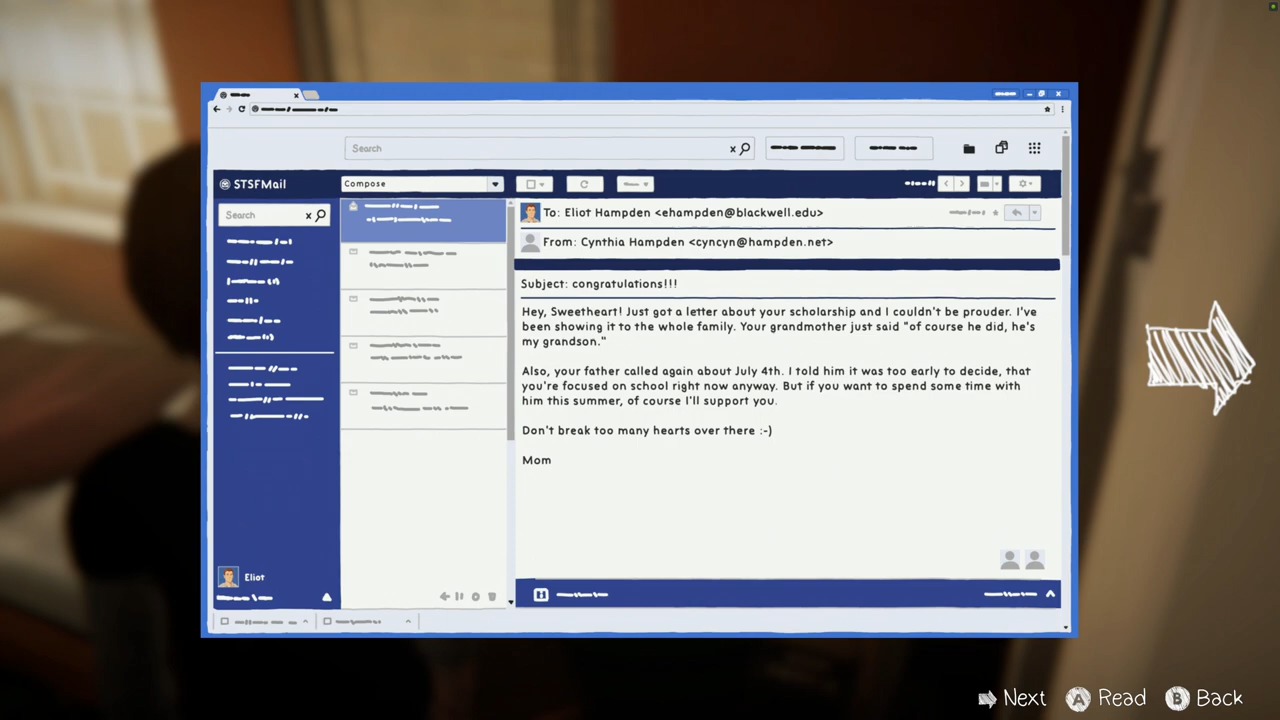 Search
STSFMail
Compose
Search
To: Eliot Hampden <ehampden@blackwell.edu>
From: Cynthia Hampden <cyncyn@hampden.net>
Subject: congratulations!!!
Hey, Sweetheart! Just got a letter about your scholarship and I couldn't be prouder. I've
been showing it to the whole family. Your grandmother just said "of course he did, he's
my grandson."
Also, your father called again about July 4th. I told him it was too early to decide, that
you're focused on school right now anyway. But if you want to spend some time with
him this summer, of course I'll support you.
Don't break too many hearts over there :-)
Mom
Eliot
Next
A Read
B Back